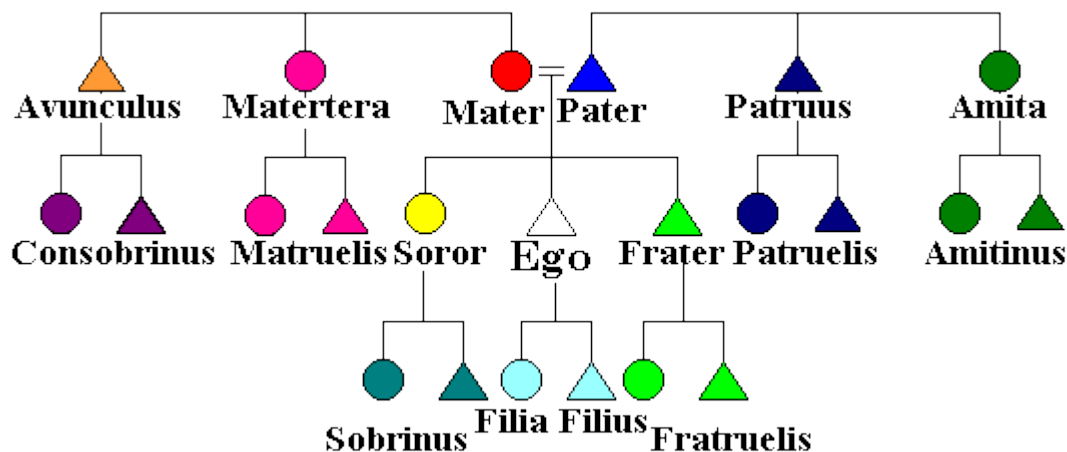 Avunculus Matertera Mater Pater Patruus Amita
Consobrinus Matruelis Soror Ego Frater Patruelis Amitinus
Sobrinus Filia Filius Fratruelis